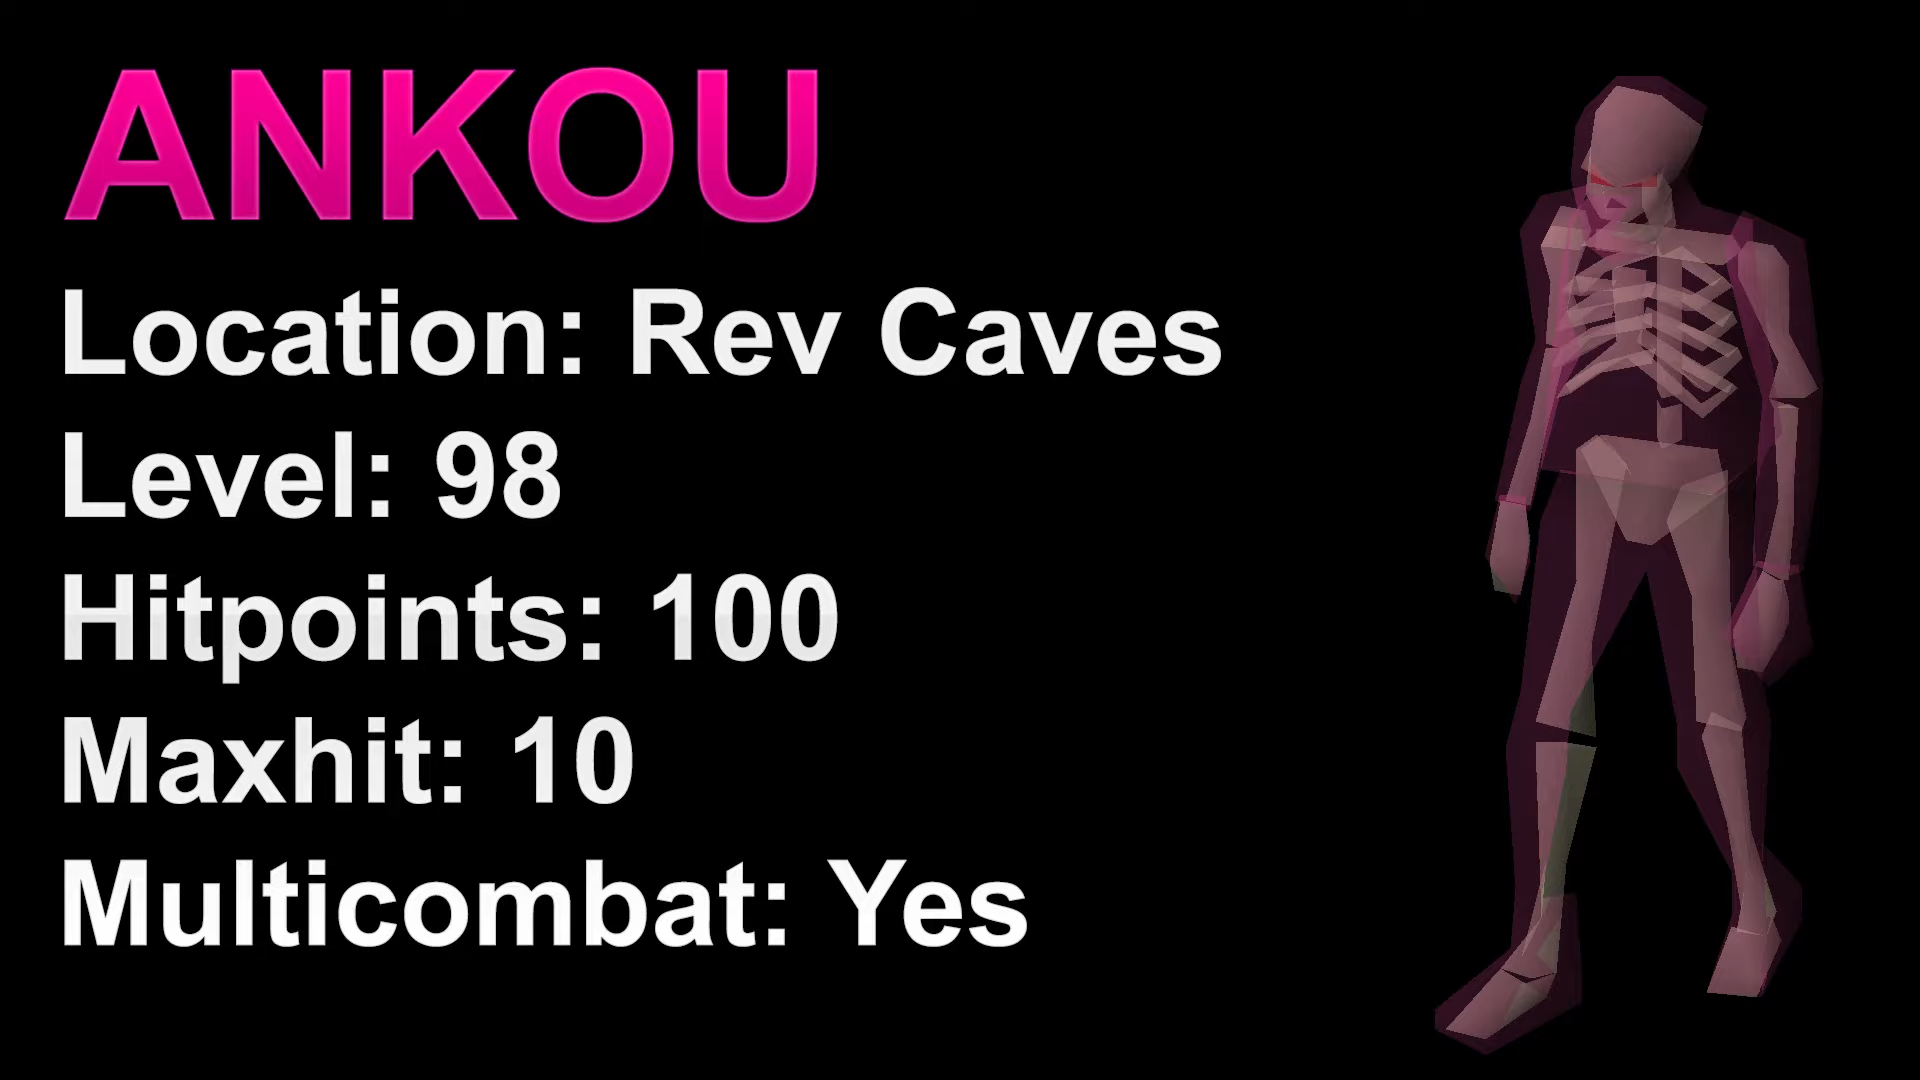 ANKOU
Location: Rev Caves
Level: 98
Hitpoints: 100
Maxhit: 10
Multicombat: Yes